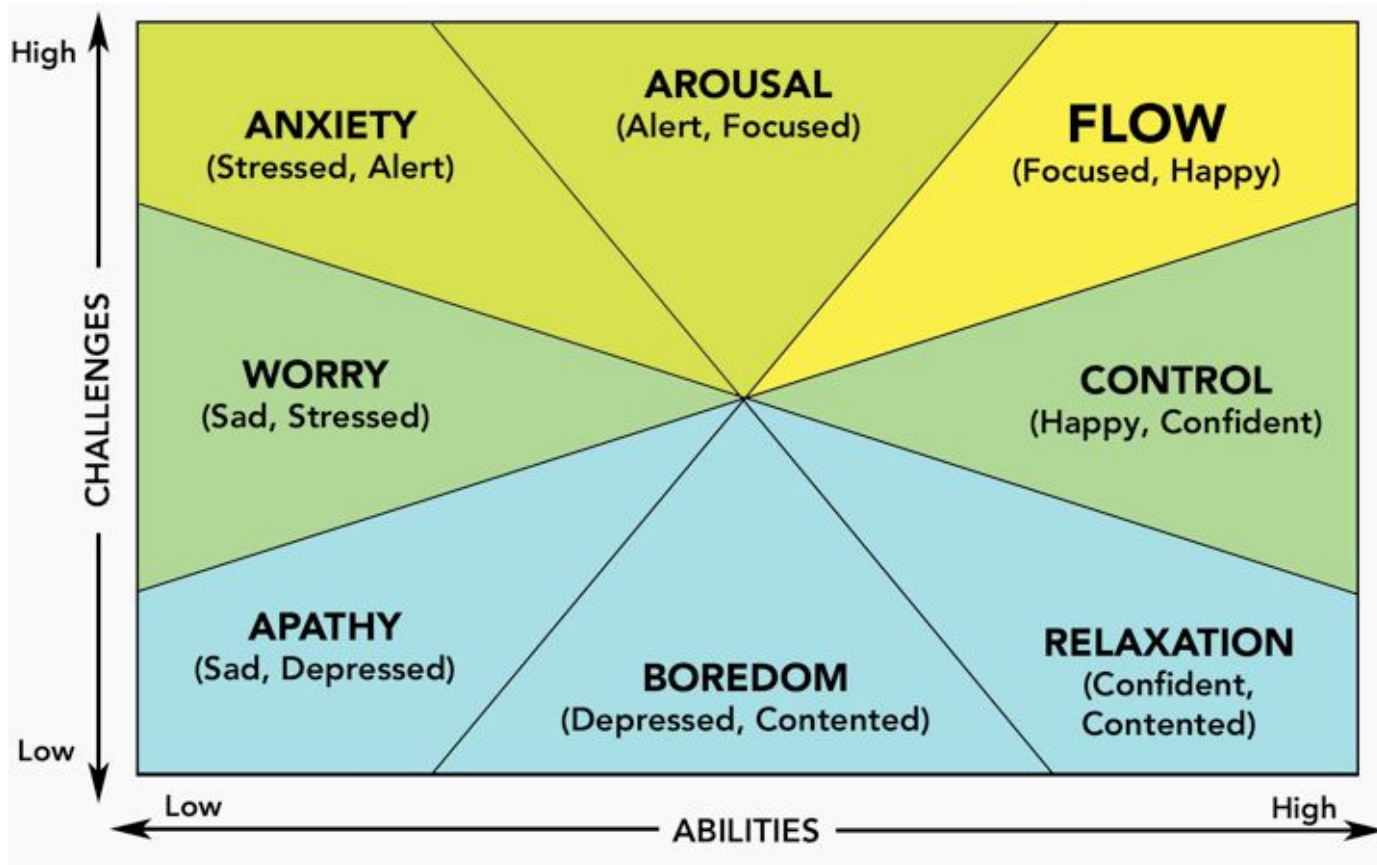 High
ANXIETY
(Stressed, Alert)
AROUSAL
(Alert, Focused)
FLOW
(Focused, Happy)
CHALLENGES
WORRY
(Sad, Stressed)
CONTROL
(Happy, Confident)
APATHY
(Sad, Depressed)
BOREDOM
(Depressed, Contented)
RELAXATION
(Confident,
Contented)
Low
Low
ABILITIES
High